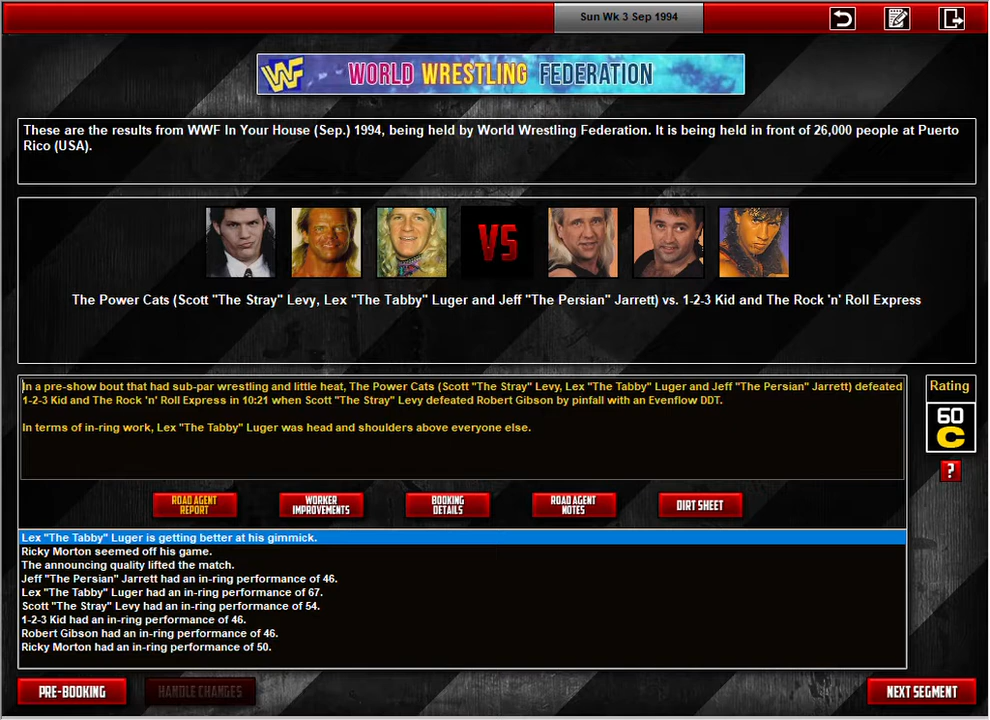 Sun Wk 3 Sep 1994
WF WORLD WRESTLING FEDERATION
These are the results from WWF In Your House (Sep.) 1994, being held by World Wrestling Federation. It is being held in front of 26,000 people at Puerto
Rico (USA).
VS
The Power Cats (Scott "The Stray" Levy, Lex "The Tabby" Luger and Jeff "The Persian" Jarrett) vs. 1-2-3 Kid and The Rock 'n' Roll Express
In a pre-show bout that had sub-par wrestling and little heat, The Power Cats (Scott "The Stray" Levy, Lex "The Tabby" Luger and Jeff "The Persian" Jarrett) defeated
1-2-3 Kid and The Rock 'n' Roll Express in 10:21 when Scott "The Stray" Levy defeated Robert Gibson by pinfall with an Evenflow DDT.
In terms of in-ring work, Lex "The Tabby" Luger was head and shoulders above everyone else.
Rating
60
C
?
ROAD AGENT
REPORT
WORKER
IMPROVEMENTS
BOOKING
DETAILS
ROAD AGENT
NOTES
DIRT SHEET
Lex "The Tabby" Luger is getting better at his gimmick.
Ricky Morton seemed off his game.
The announcing quality lifted the match.
Jeff "The Persian" Jarrett had an in-ring performance of 46.
Lex "The Tabby" Luger had an in-ring performance of 67.
Scott "The Stray" Levy had an in-ring performance of 54.
1-2-3 Kid had an in-ring performance of 46.
Robert Gibson had an in-ring performance of 46.
Ricky Morton had an in-ring performance of 50.
PRE-BOOKING
HANDLE CHANGES
NEXT SEGMENT